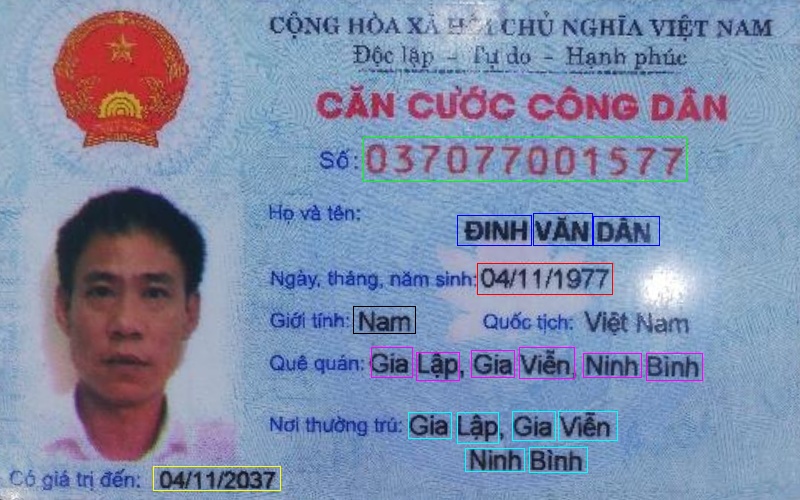 CỘNG HÒA XÃ HỘI CHỦ NGHĨA VIỆT NAM
Độc lập - Tự do - Hạnh phúc
CĂN CƯỚC CÔNG DÂN
Số: 037077001577
Họ và tên:
ĐINH VĂN DÂN
Ngày, tháng, năm sinh: 04/11/1977
Giới tính: Nam Quốc tịch: Việt Nam
Quê quán: Gia Lập, Gia Viễn, Ninh Bình
Nơi thường trú: Gia Lập, Gia Viễn
Ninh Bình
Có giá trị đến: 04/11/2037